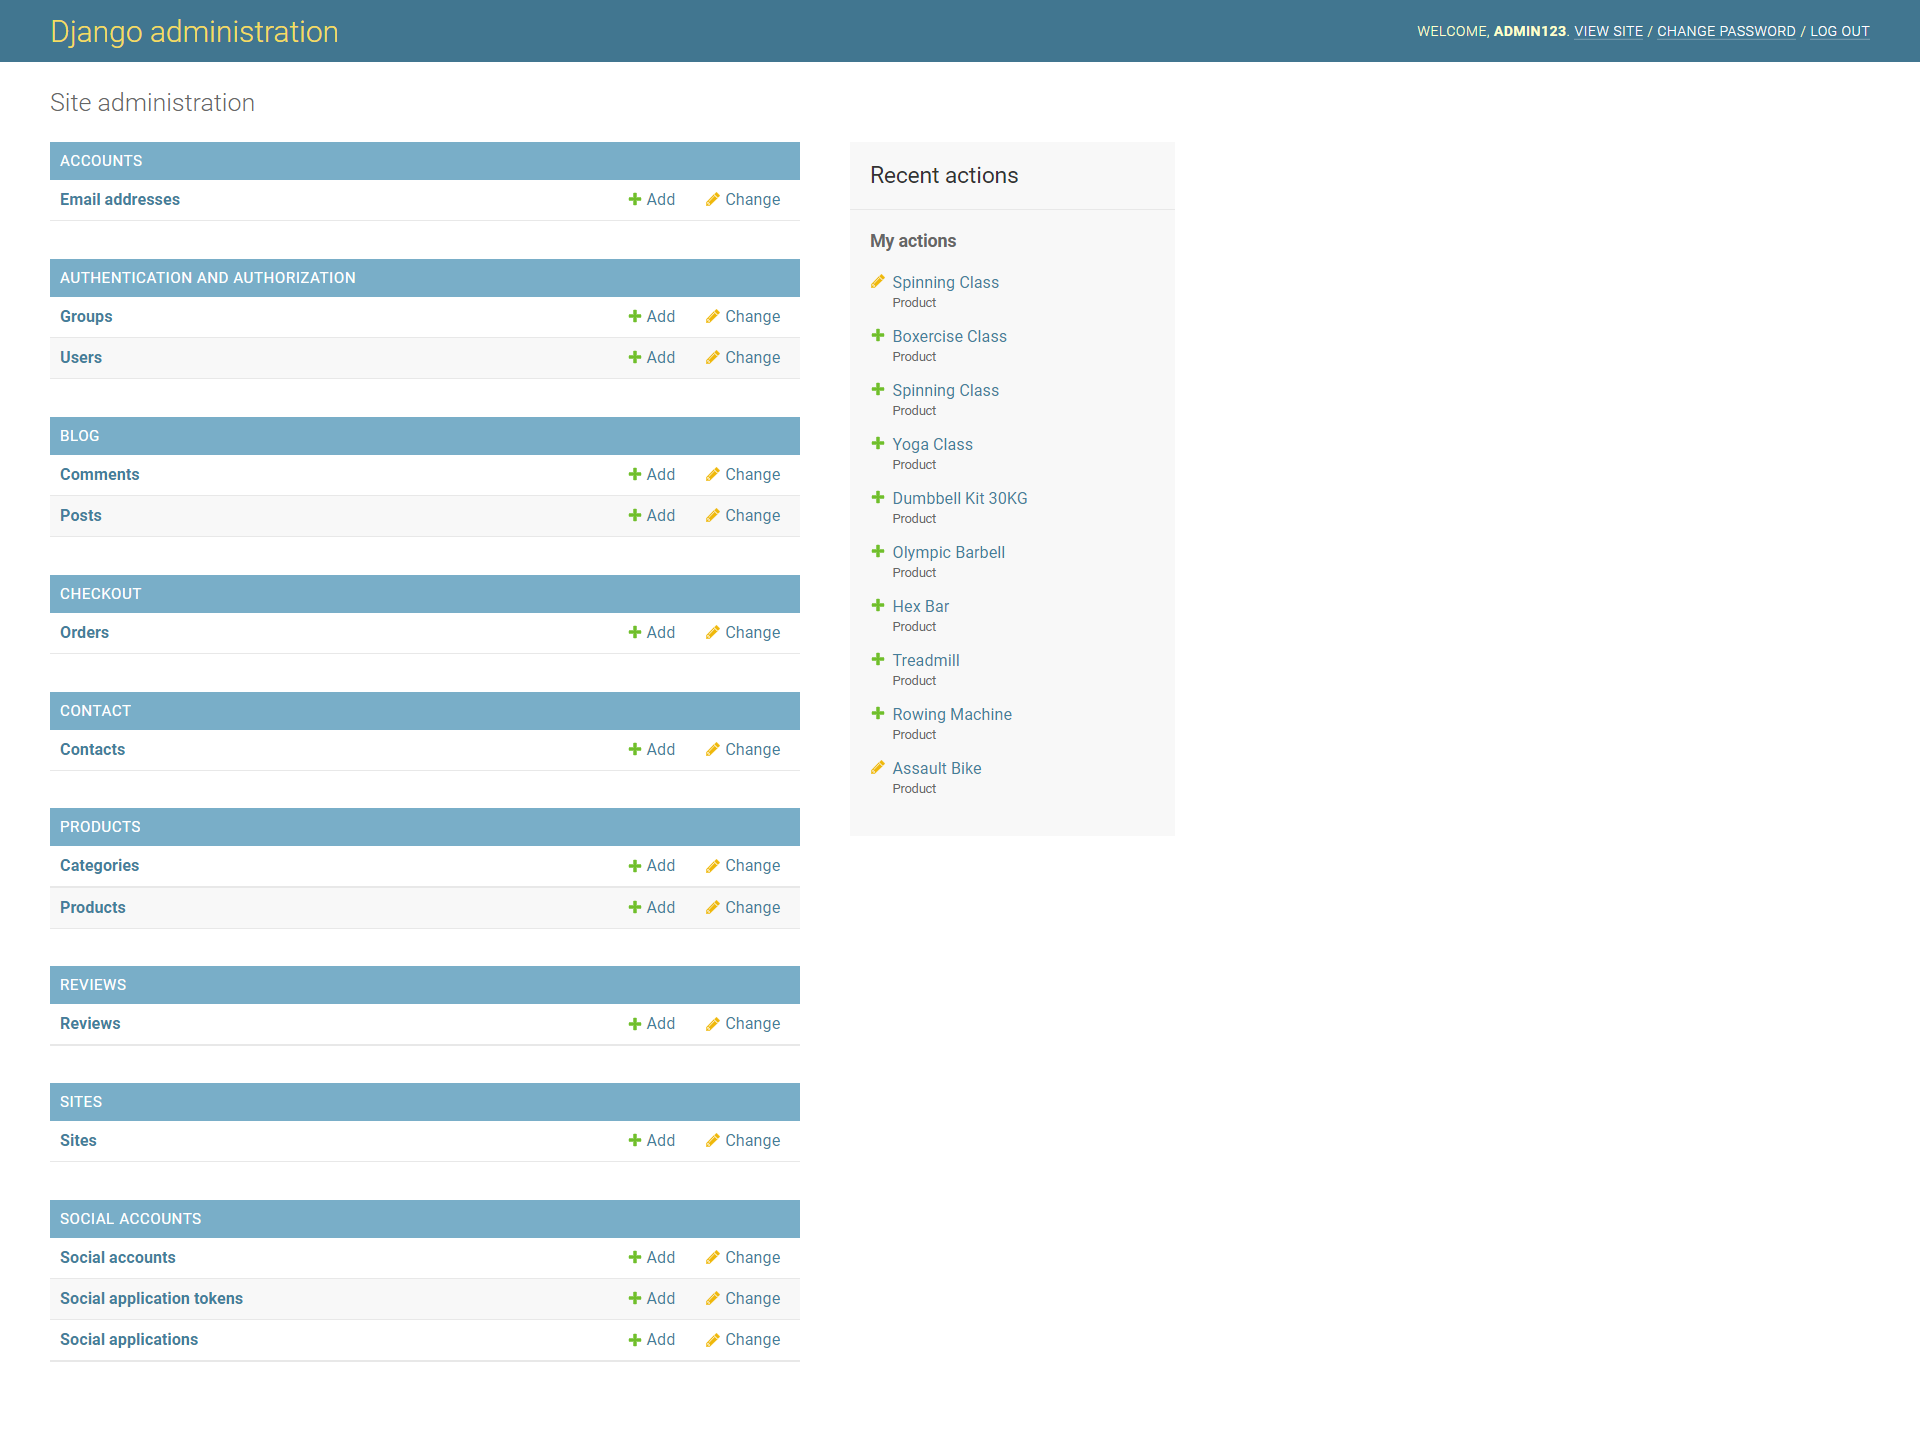 Django administration
WELCOME, ADMIN123. VIEW SITE / CHANGE PASSWORD / LOG OUT
Site administration
ACCOUNTS
Email addresses Add Change
AUTHENTICATION AND AUTHORIZATION
Groups Add Change
Users Add Change
BLOG
Comments Add Change
Posts Add Change
CHECKOUT
Orders Add Change
CONTACT
Contacts Add Change
PRODUCTS
Categories Add Change
Products Add Change
REVIEWS
Reviews Add Change
SITES
Sites Add Change
SOCIAL ACCOUNTS
Social accounts Add Change
Social application tokens Add Change
Social applications Add Change
Recent actions
My actions
Spinning Class
Product
Boxercise Class
Product
Spinning Class
Product
Yoga Class
Product
Dumbbell Kit 30KG
Product
Olympic Barbell
Product
Hex Bar
Product
Treadmill
Product
Rowing Machine
Product
Assault Bike
Product